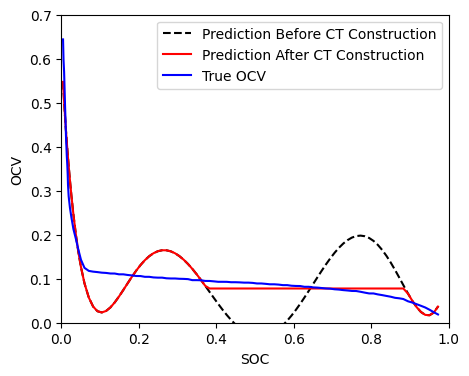 Prediction Before CT Construction
Prediction After CT Construction
True OCV
0.7
0.6
0.5
0.4
0.3
0.2
0.1
0.0
OCV
0.0 0.2 0.4 0.6 0.8 1.0
SOC